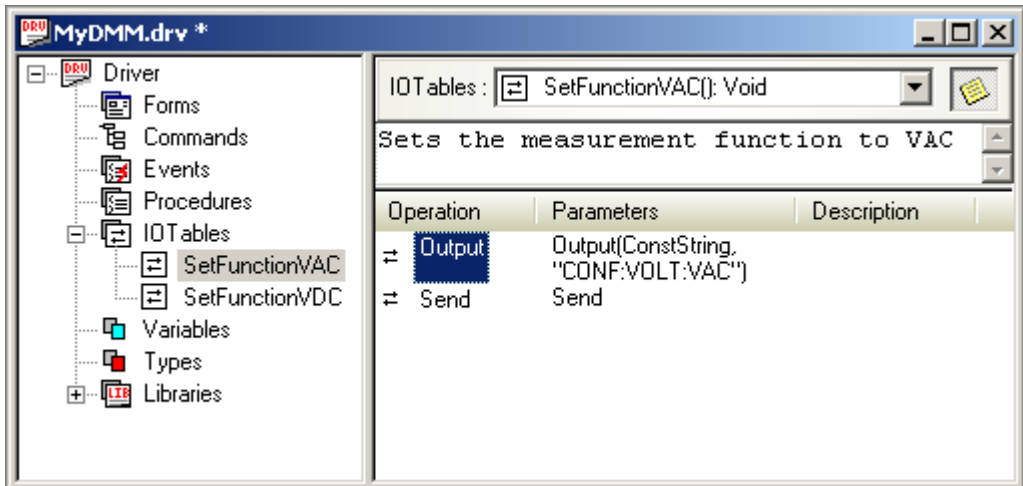 MyDMM.drv *
Driver
Forms
Commands
Events
Procedures
IOTables
SetFunctionVAC
SetFunctionVDC
Variables
Types
Libraries
IOTables : SetFunctionVAC(): Void
Sets the measurement function to VAC
Operation Parameters Description
Output Output(ConstString,
"CONF:VOLT:VAC")
Send Send